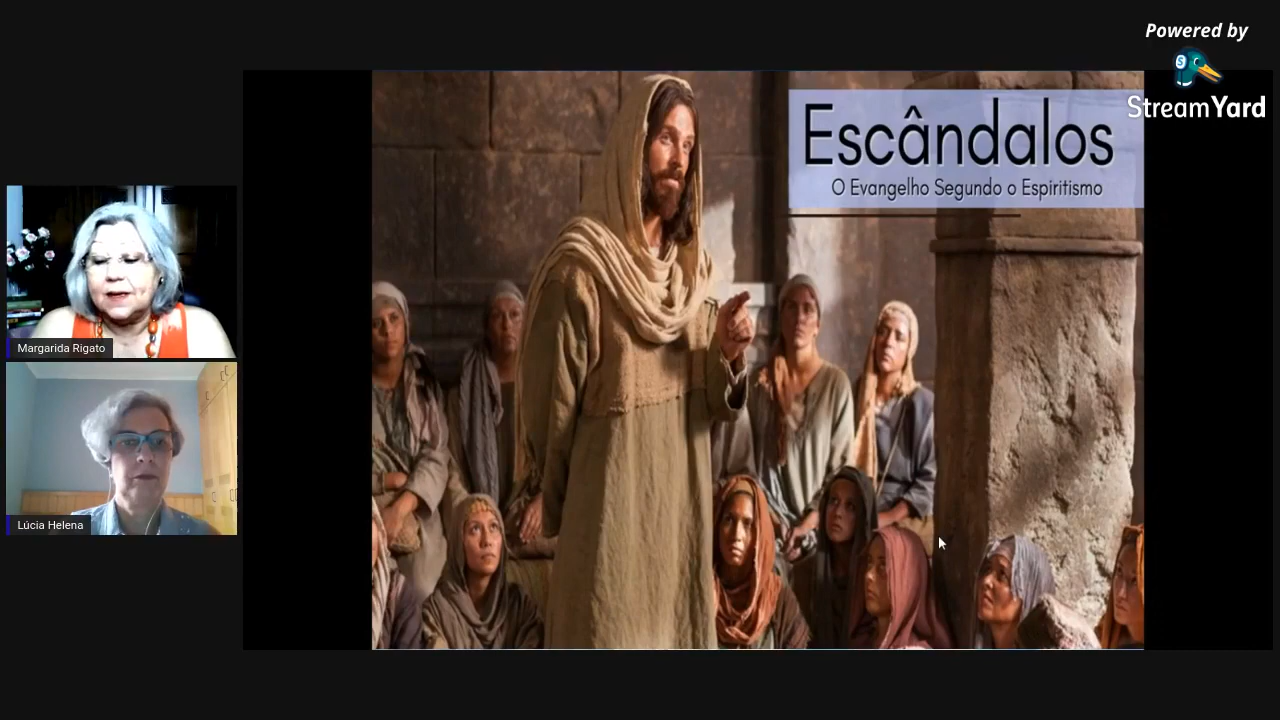 Powered by
StreamYard
Escândalos
O Evangelho Segundo o Espiritismo
Margarida Rigato
Lúcia Helena